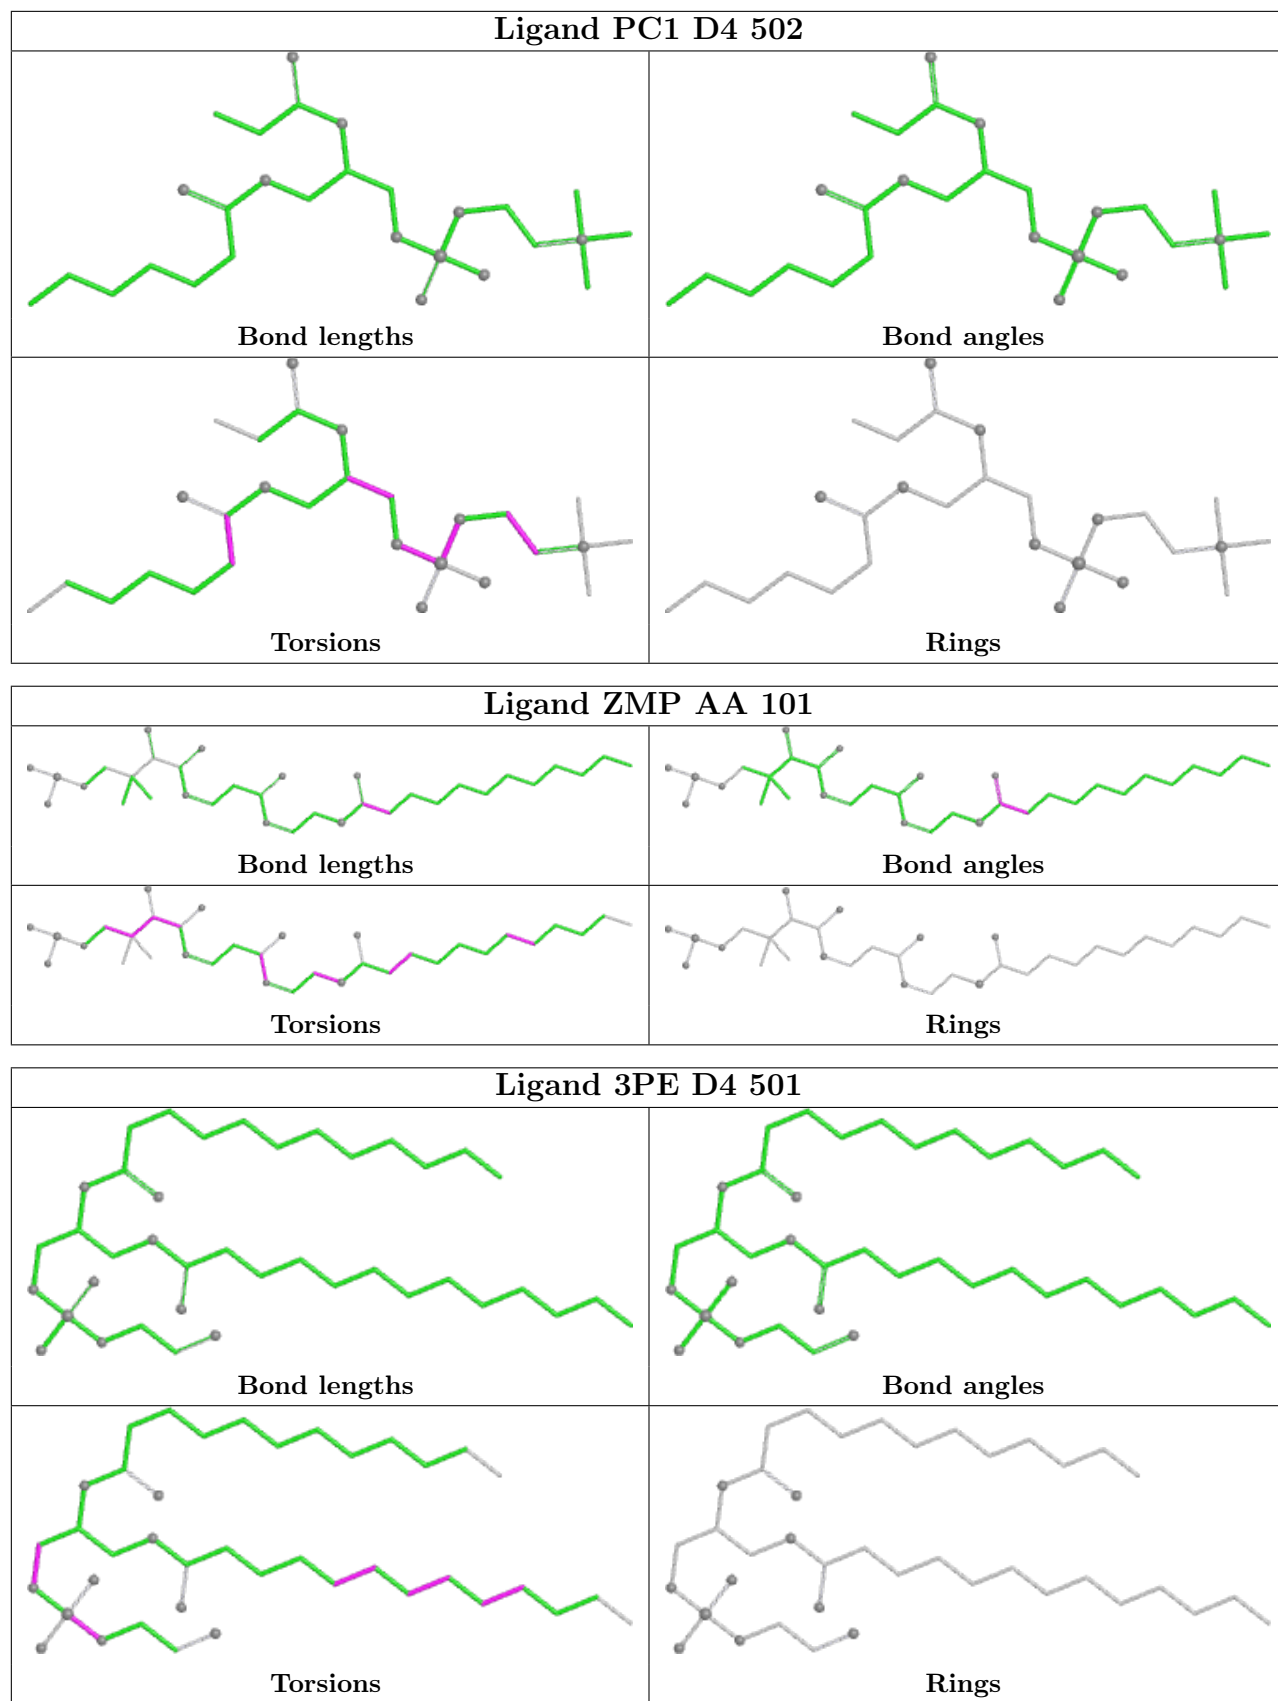 Ligand PC1 D4 502
Bond lengths
Bond angles
Torsions
Rings
Ligand ZMP AA 101
Bond lengths
Bond angles
Torsions
Rings
Ligand 3PE D4 501
Bond lengths
Bond angles
Torsions
Rings